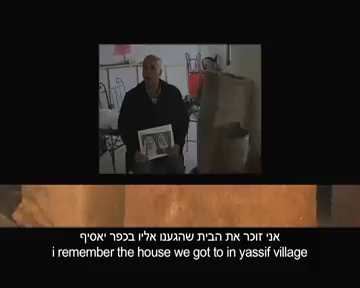 אני זוכר את הבית שהגענו אליו בכפר יאסיף
i remember the house we got to in yassif village